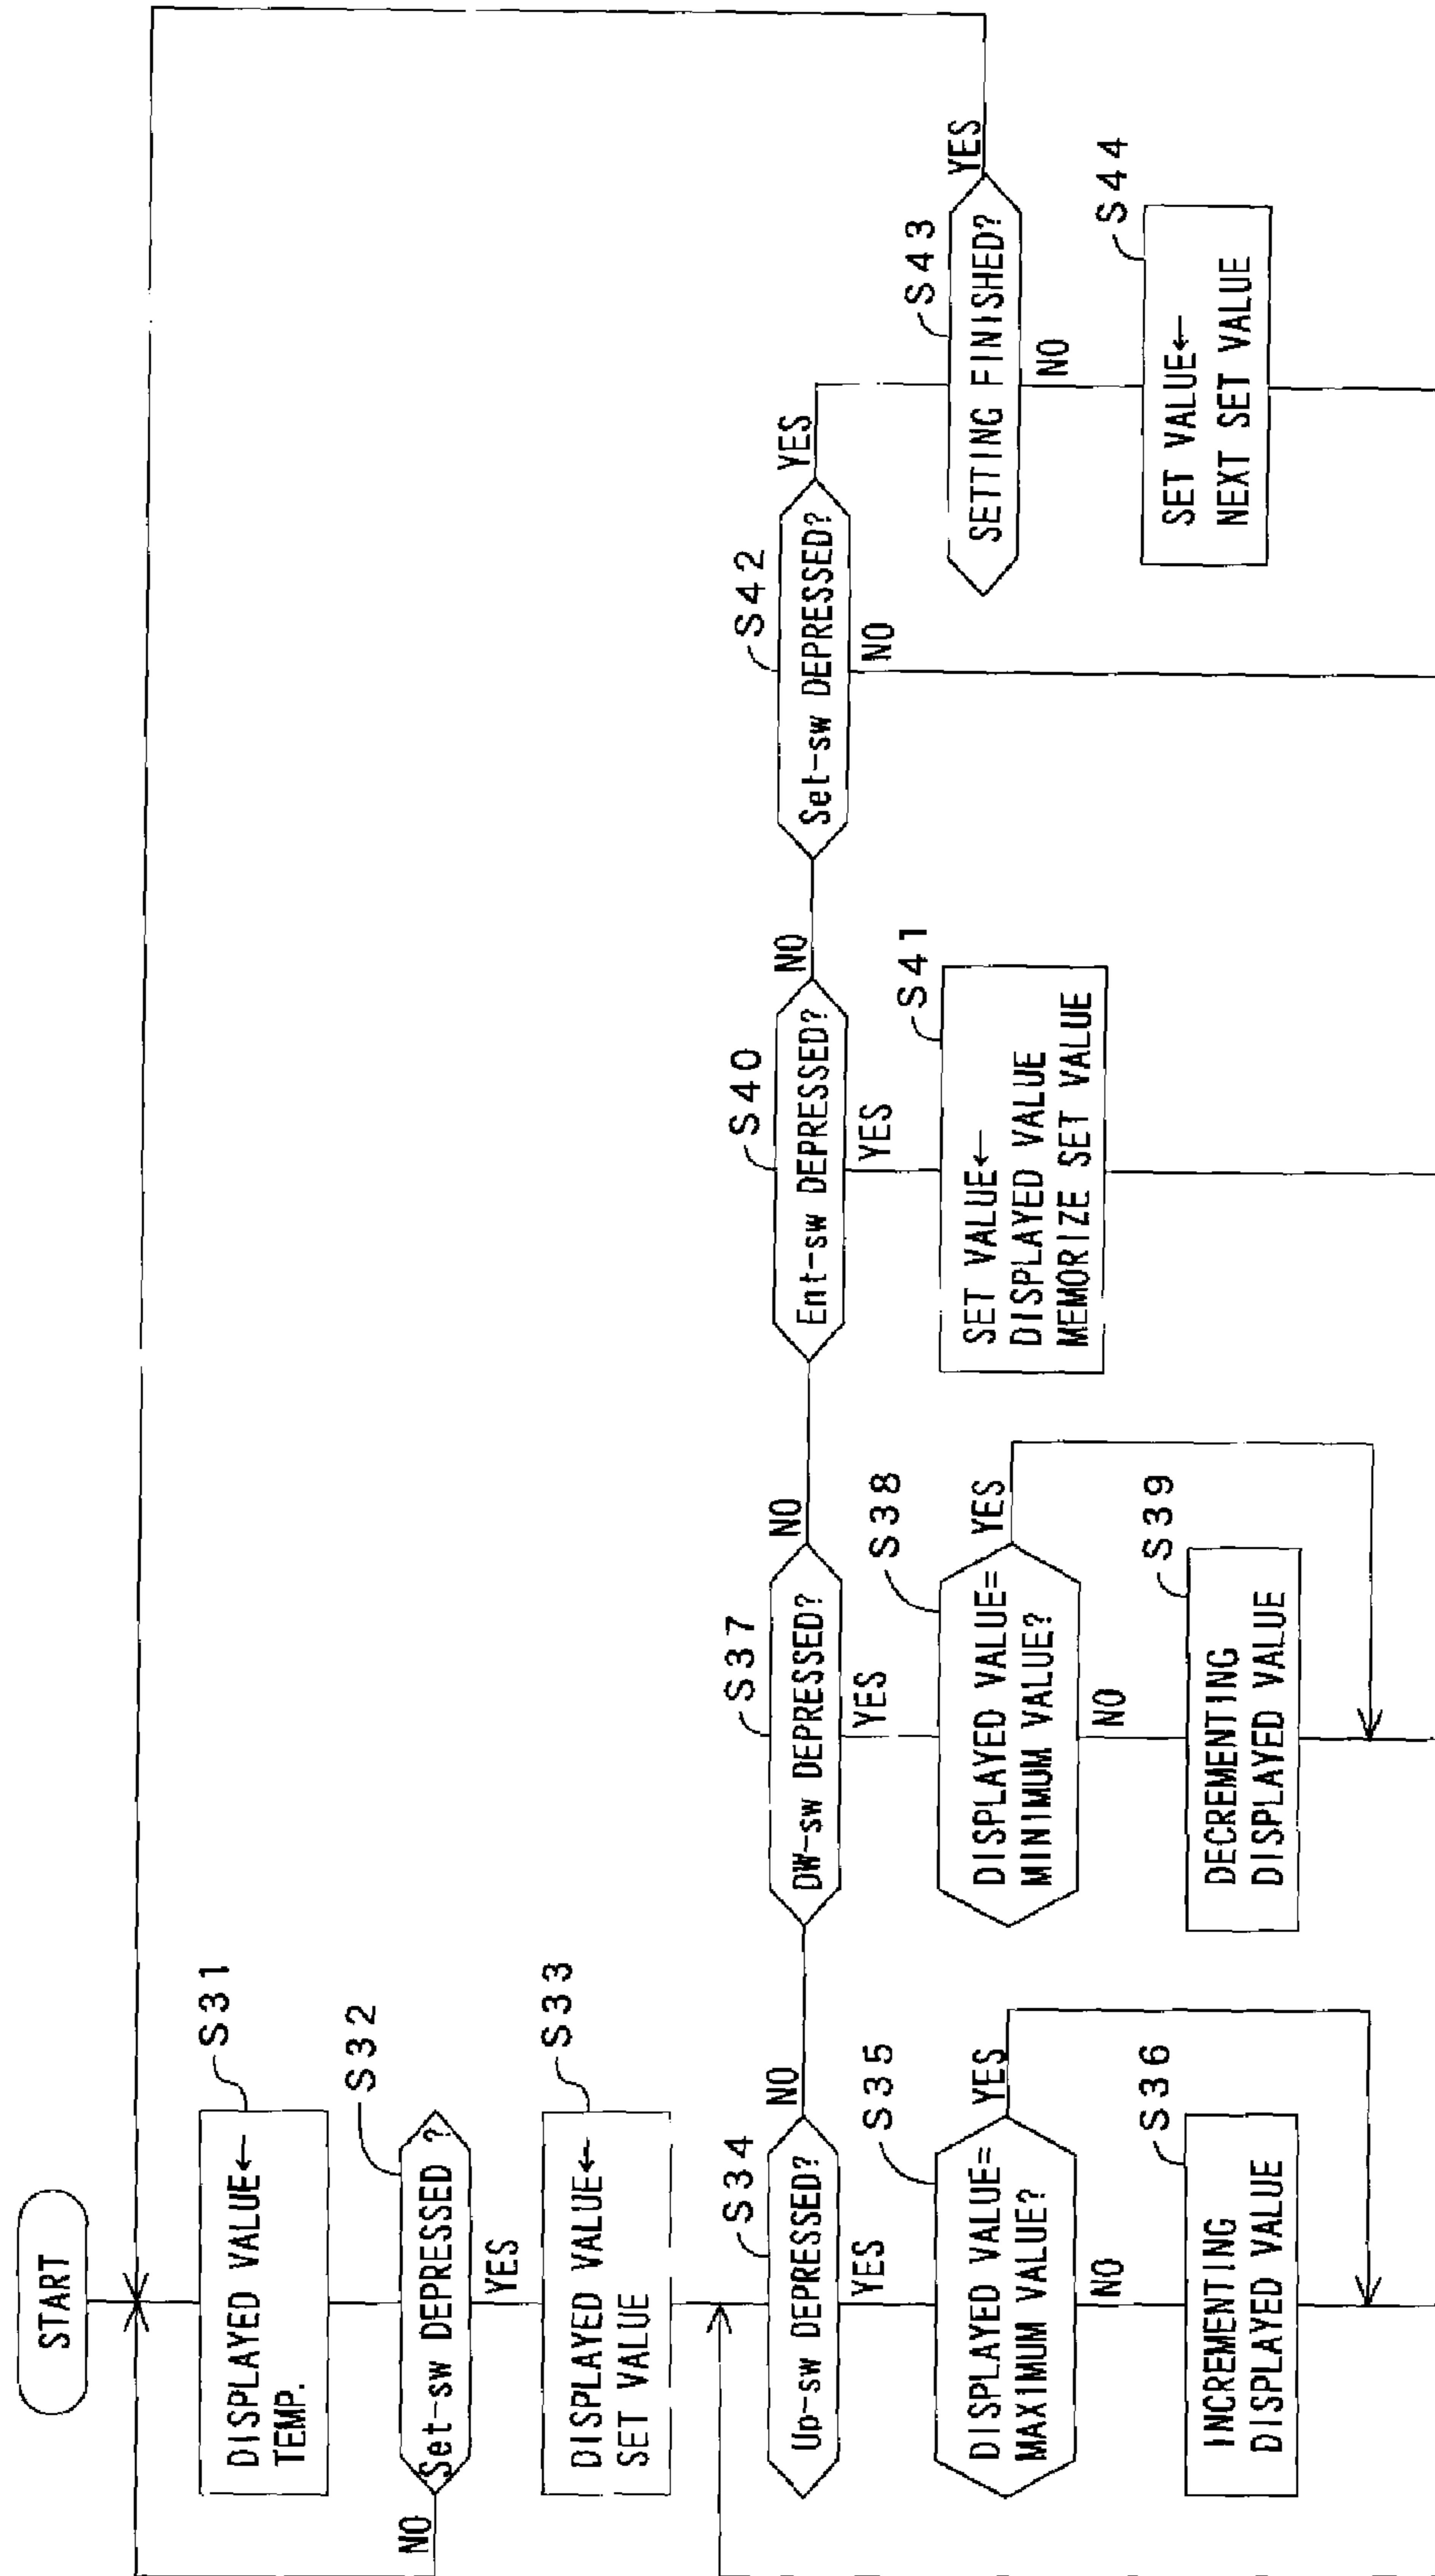 START
S31
DISPLAYED VALUE←
TEMP.
S32
Set-sw DEPRESSED ?
NO
YES
S33
DISPLAYED VALUE←
SET VALUE
S34
Up-sw DEPRESSED?
NO
YES
S35
DISPLAYED VALUE=
MAXIMUM VALUE?
YES
NO
S36
INCREMENTING
DISPLAYED VALUE
S37
DW-sw DEPRESSED?
NO
YES
S38
DISPLAYED VALUE=
MINIMUM VALUE?
YES
NO
S39
DECREMENTING
DISPLAYED VALUE
S40
Ent-sw DEPRESSED?
NO
YES
S41
SET VALUE←
DISPLAYED VALUE
MEMORIZE SET VALUE
S42
Set-sw DEPRESSED?
YES
NO
S43
SETTING FINISHED?
YES
NO
S44
SET VALUE←
NEXT SET VALUE